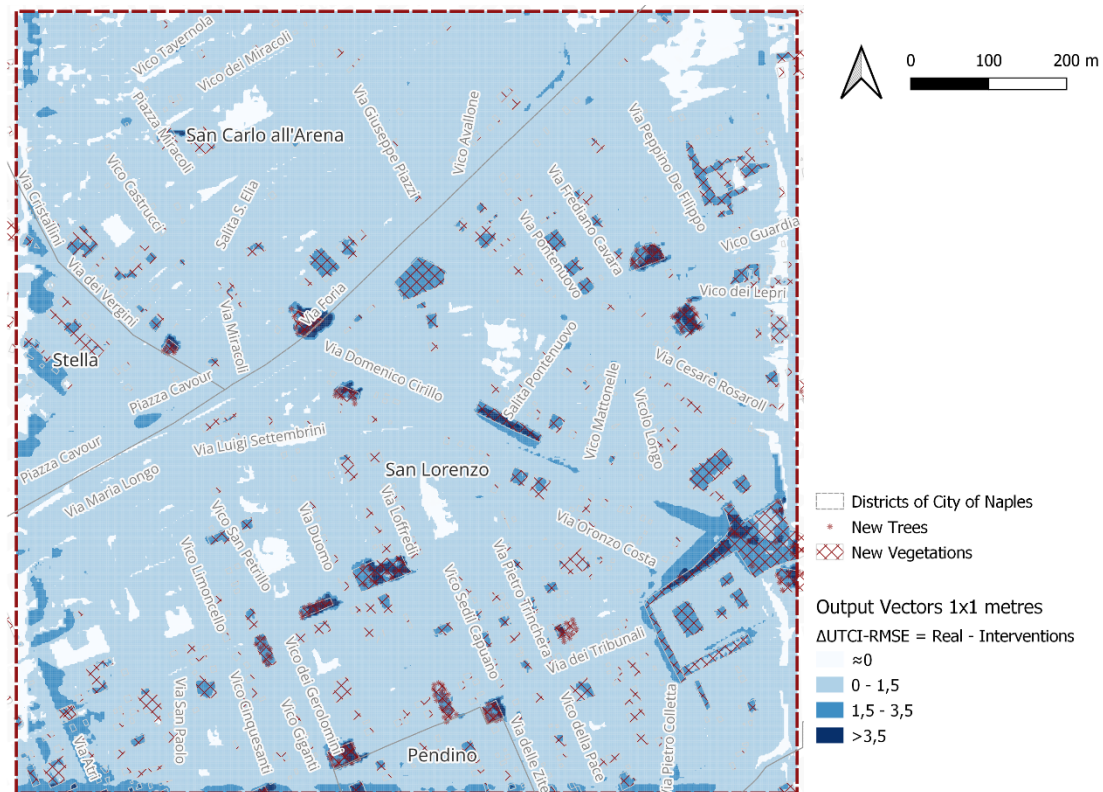 Vico Tavernola
Vico dei Miracoli
0 100 200 m
Piazza Miracoli
San Carlo all'Arena
Via Giuseppe Piazzi
Vico Avallone
Via Peppino De Filippo
Via Cristallini
Vico Castrucci
Salita S. Elia
Via Frediano Cavara
Via Pontenuovo
Vico Guardia
Via dei Vergini
Via Foria
Vico dei Lepri
Via Miracoli
Stella
Via Domenico Cirillo
Salita Pontenuovo
Via Cesare Rosaroll
Piazza Cavour
Vico Mattonelle
Vicolo Longo
Piazza Cavour
Via Luigi Settembrini
San Lorenzo
Via Maria Longo
Districts of City of Naples
New Trees
New Vegetations
Vico San Petrillo
Via Duomo
Via Loffredi
Via Oronzo Costa
Vico Limoncello
Via Pietro Trinchera
Vico Sedil Capuano
Output Vectors 1x1 metres
ΔUTCI-RMSE = Real - Interventions
≈0
0 - 1,5
1,5 - 3,5
>3,5
Via dei Tribunali
Via San Paolo
Vico Cinquesanti
Vico dei Gerolomini
Vico Giganti
Via Atri
Pendino
Via delle Zite
Vico della Pace
Via Pietro Colletta